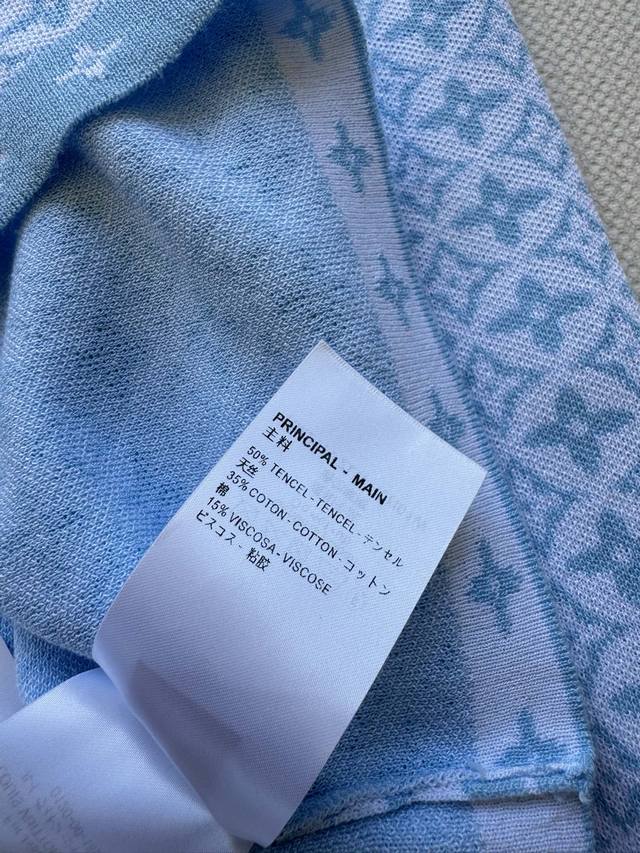 PRINCIPAL - MAIN
主料
50% TENCEL - TENCEL - テンセル
天丝
35% COTON - COTTON - コットン
棉
15% VISCOSA - VISCOSE
ビスコス - 粘胶